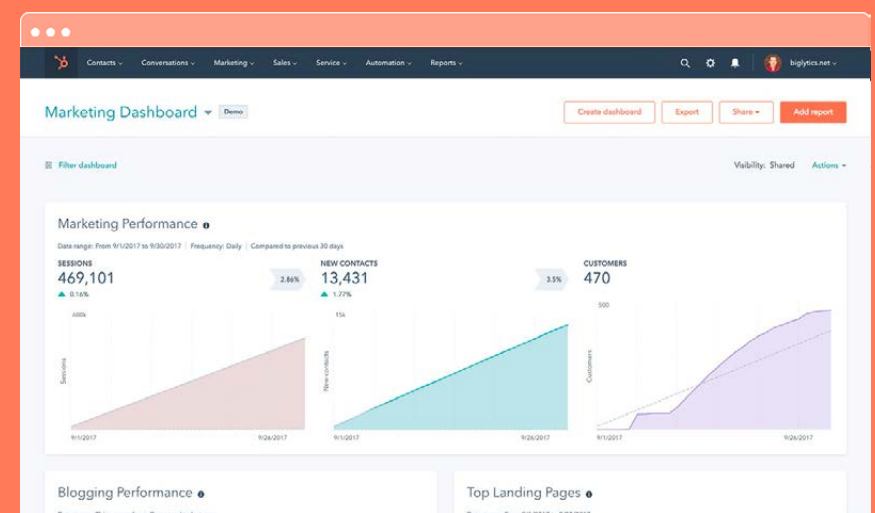 Contacts Conversations Marketing Sales Service Automation Reports biglytics.net
Marketing Dashboard Demo Create dashboard Export Share Add report
Filter dashboard Visibility: Shared Actions
Marketing Performance
Date range: From 9/1/2017 to 9/30/2017 | Frequency: Daily | Compared to previous 30 days
SESSIONS NEW CONTACTS CUSTOMERS
469,101 2.86% 13,431 3.5% 470
0.16% 1.77%
600k 15k 500
Sessions New contacts Customers
9/1/2017 9/26/2017 9/1/2017 9/26/2017 9/1/2017 9/26/2017
Blogging Performance Top Landing Pages